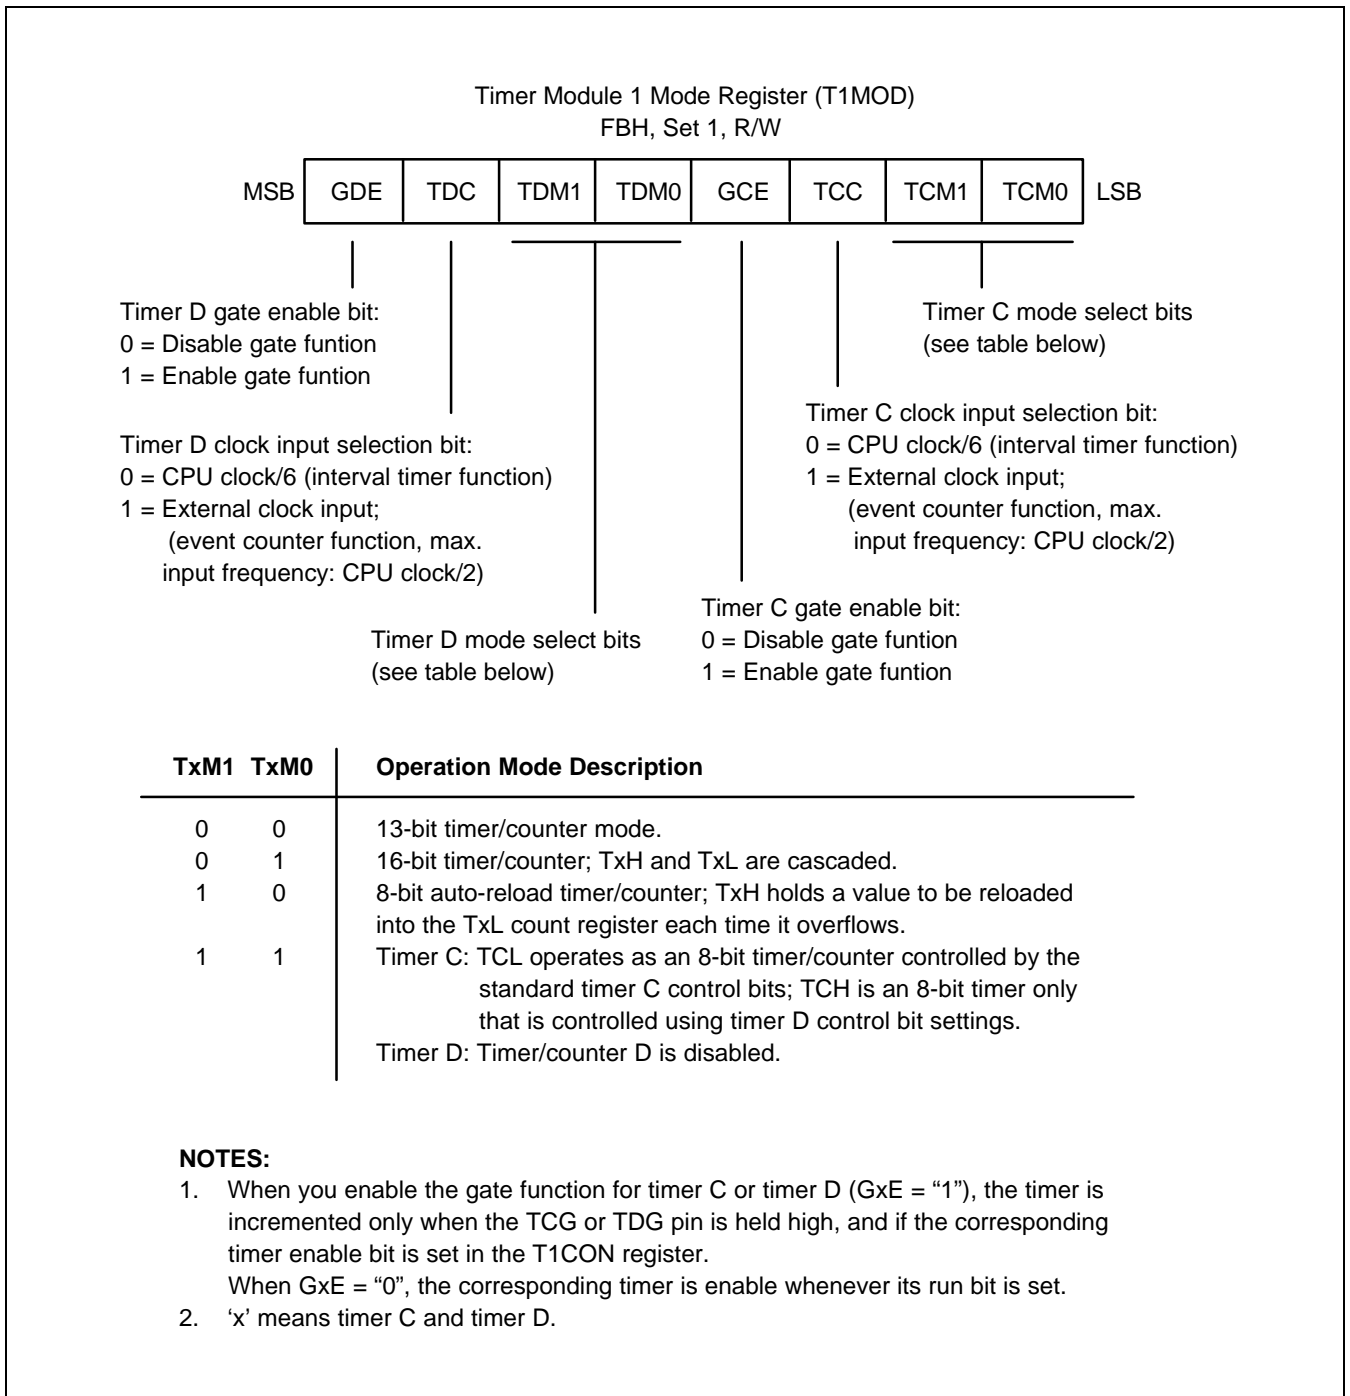 Timer Module 1 Mode Register (T1MOD)
FBH, Set 1, R/W
MSB GDE TDC TDM1 TDM0 GCE TCC TCM1 TCM0 LSB
Timer D gate enable bit:
0 = Disable gate funtion
1 = Enable gate funtion
Timer C mode select bits
(see table below)
Timer D clock input selection bit:
0 = CPU clock/6 (interval timer function)
1 = External clock input;
(event counter function, max.
input frequency: CPU clock/2)
Timer C clock input selection bit:
0 = CPU clock/6 (interval timer function)
1 = External clock input;
(event counter function, max.
input frequency: CPU clock/2)
Timer D mode select bits
(see table below)
Timer C gate enable bit:
0 = Disable gate funtion
1 = Enable gate funtion
TxM1 TxM0 Operation Mode Description
0 0 13-bit timer/counter mode.
0 1 16-bit timer/counter; TxH and TxL are cascaded.
1 0 8-bit auto-reload timer/counter; TxH holds a value to be reloaded
into the TxL count register each time it overflows.
1 1 Timer C: TCL operates as an 8-bit timer/counter controlled by the
standard timer C control bits; TCH is an 8-bit timer only
that is controlled using timer D control bit settings.
Timer D: Timer/counter D is disabled.
NOTES:
1. When you enable the gate function for timer C or timer D (GxE = “1”), the timer is
incremented only when the TCG or TDG pin is held high, and if the corresponding
timer enable bit is set in the T1CON register.
When GxE = “0”, the corresponding timer is enable whenever its run bit is set.
2. ‘x’ means timer C and timer D.